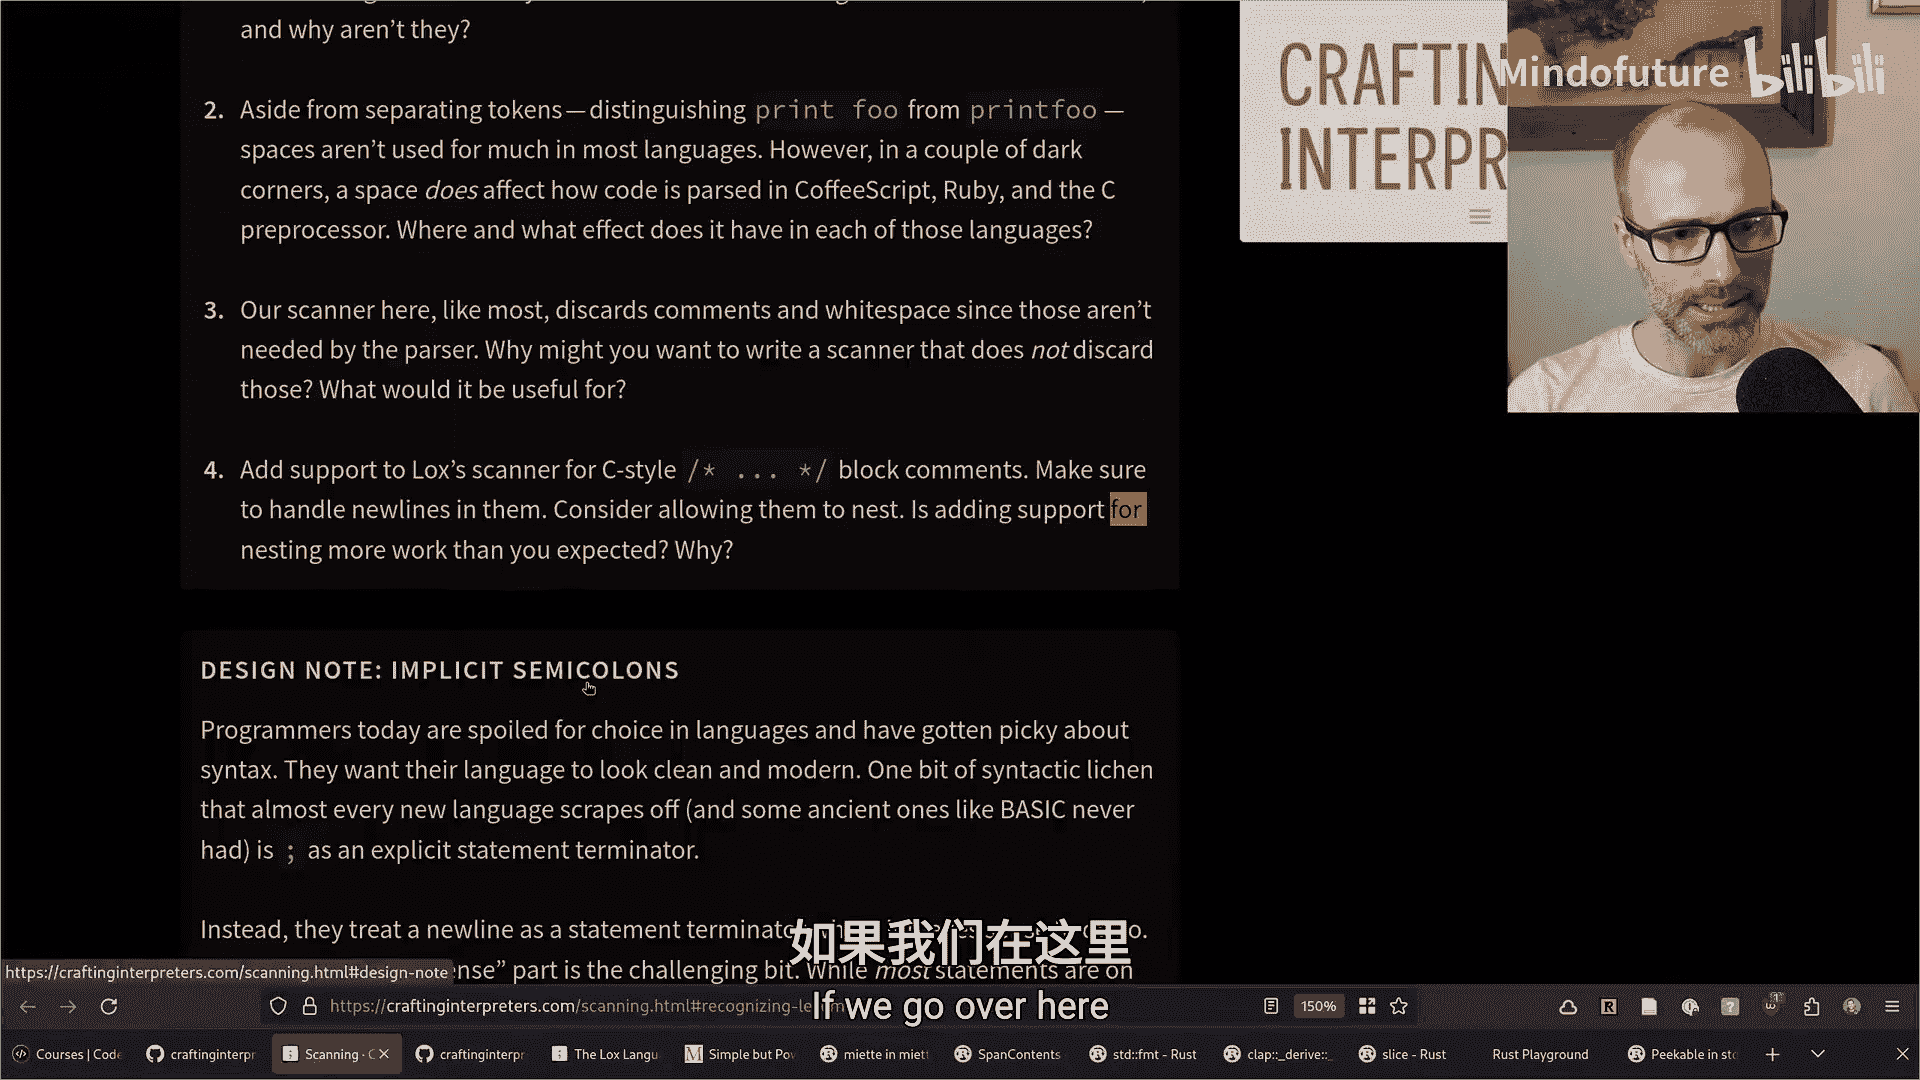 and why aren't they?
CRAFTIN
INTERPR
Mindofuture bilibili
2. Aside from separating tokens—distinguishing print foo from printfoo—
spaces aren't used for much in most languages. However, in a couple of dark
corners, a space does affect how code is parsed in CoffeeScript, Ruby, and the C
preprocessor. Where and what effect does it have in each of those languages?
3. Our scanner here, like most, discards comments and whitespace since those aren't
needed by the parser. Why might you want to write a scanner that does not discard
those? What would it be useful for?
4. Add support to Lox's scanner for C-style /* ... */ block comments. Make sure
to handle newlines in them. Consider allowing them to nest. Is adding support for
nesting more work than you expected? Why?
DESIGN NOTE: IMPLICIT SEMICOLONS
Programmers today are spoiled for choice in languages and have gotten picky about
syntax. They want their language to look clean and modern. One bit of syntactic lichen
that almost every new language scrapes off (and some ancient ones like BASIC never
had) is ; as an explicit statement terminator.
Instead, they treat a newline as a statement
如果我们在这里
https://craftinginterpreters.com/scanning.html#design-note
part is the challenging bit. While most statements are on
https://craftinginterpreters.com/scanning.html#recognizing-le
If we go over here
150%
Courses | Code
craftinginterpr
Scanning · C
craftinginterpr
The Lox Langu
Simple but Pow
miette in miett
SpanContents
std::fmt - Rust
clap::_derive::_
slice - Rust
Rust Playground
Peekable in std